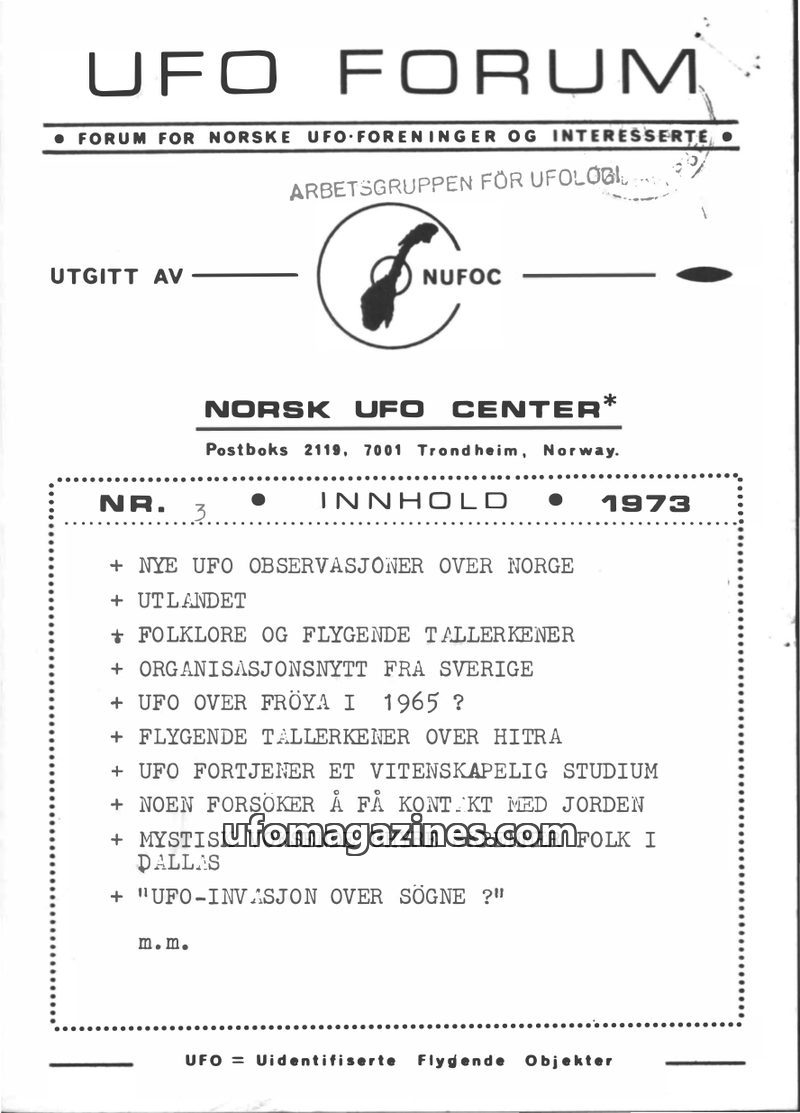 UFO FORUM
• FORUM FOR NORSKE UFO-FORENINGER OG INTERESSERTE •
ARBETSGRUPPEN FÖR UFOLOGI
UTGITT AV
NUFOC
NORSK UFO CENTER*
Postboks 2119, 7001 Trondheim, Norway.
NR. 3 • INNHOLD • 1973
+ NYE UFO OBSERVASJONER OVER NORGE
+ UTLANDET
+ FOLKLORE OG FLYGENDE TALLERKENER
+ ORGANISASJONSNYTT FRA SVERIGE
+ UFO OVER FRÖYA I 1965 ?
+ FLYGENDE TALLERKENER OVER HITRA
+ UFO FORTJENER ET VITENSKAPELIG STUDIUM
+ NOEN FORSÖKER Å FÅ KONTAKT MED JORDEN
+ FOLK I
ufomagazines.com
DALLAS
+ "UFO-INVASJON OVER SÖGNE ?"
m.m.
UFO = Uidentifiserte Flygende Objekter